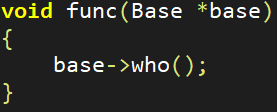 void func(Base *base)
{
    base->who();
}